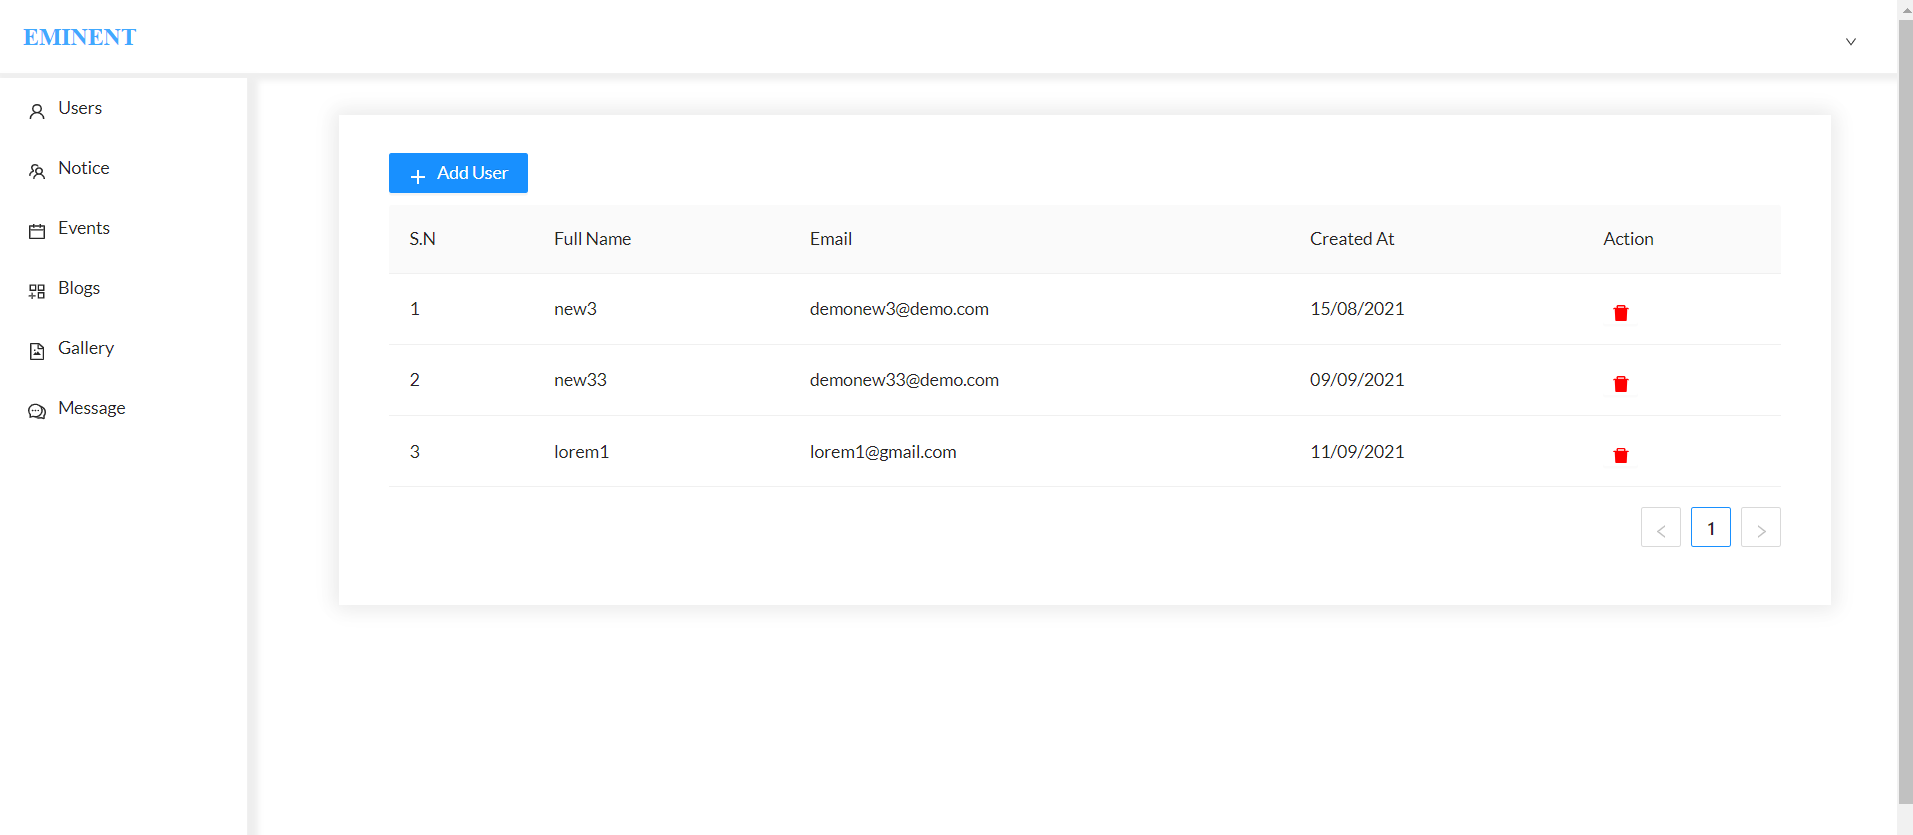 EMINENT
Users
Notice
Events
Blogs
Gallery
Message
Add User
S.N Full Name Email Created At Action
1 new3 demonew3@demo.com 15/08/2021
2 new33 demonew33@demo.com 09/09/2021
3 lorem1 lorem1@gmail.com 11/09/2021
< 1 >